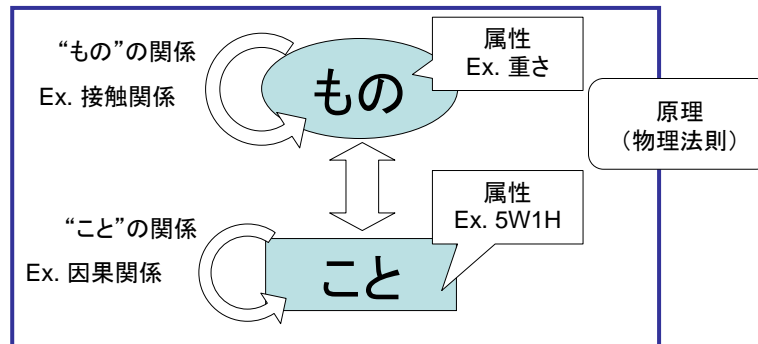 “もの”の関係
Ex. 接触関係
もの
属性
Ex. 重さ
原理
（物理法則）
“こと”の関係
Ex. 因果関係
こと
属性
Ex. 5W1H